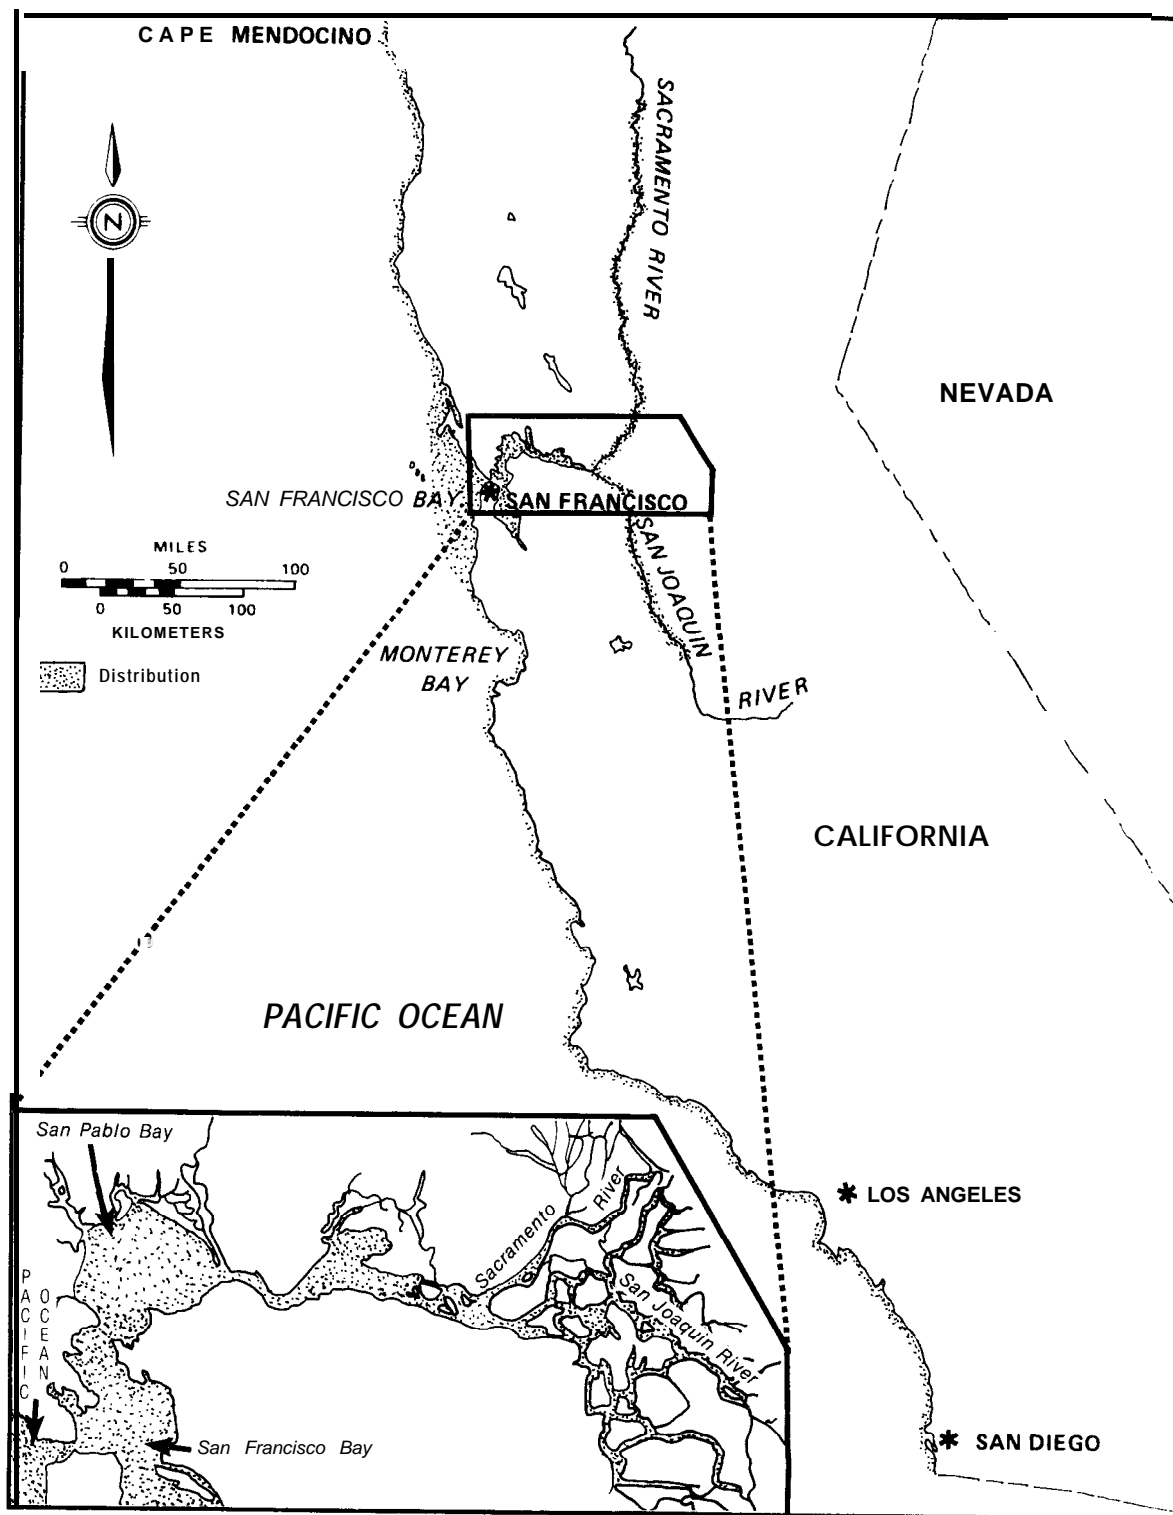 CAPE MENDOCINO
SACRAMENTO RIVER
N
NEVADA
SAN FRANCISCO BAY
* SAN FRANCISCO
MILES
0 50 100
0 50 100
KILOMETERS
SAN JOAQUIN
RIVER
MONTEREY
BAY
Distribution
CALIFORNIA
PACIFIC OCEAN
San Pablo Bay
Sacramento River
* LOS ANGELES
PACIFIC
OCEAN
San Joaquin River
San Francisco Bay
* SAN DIEGO